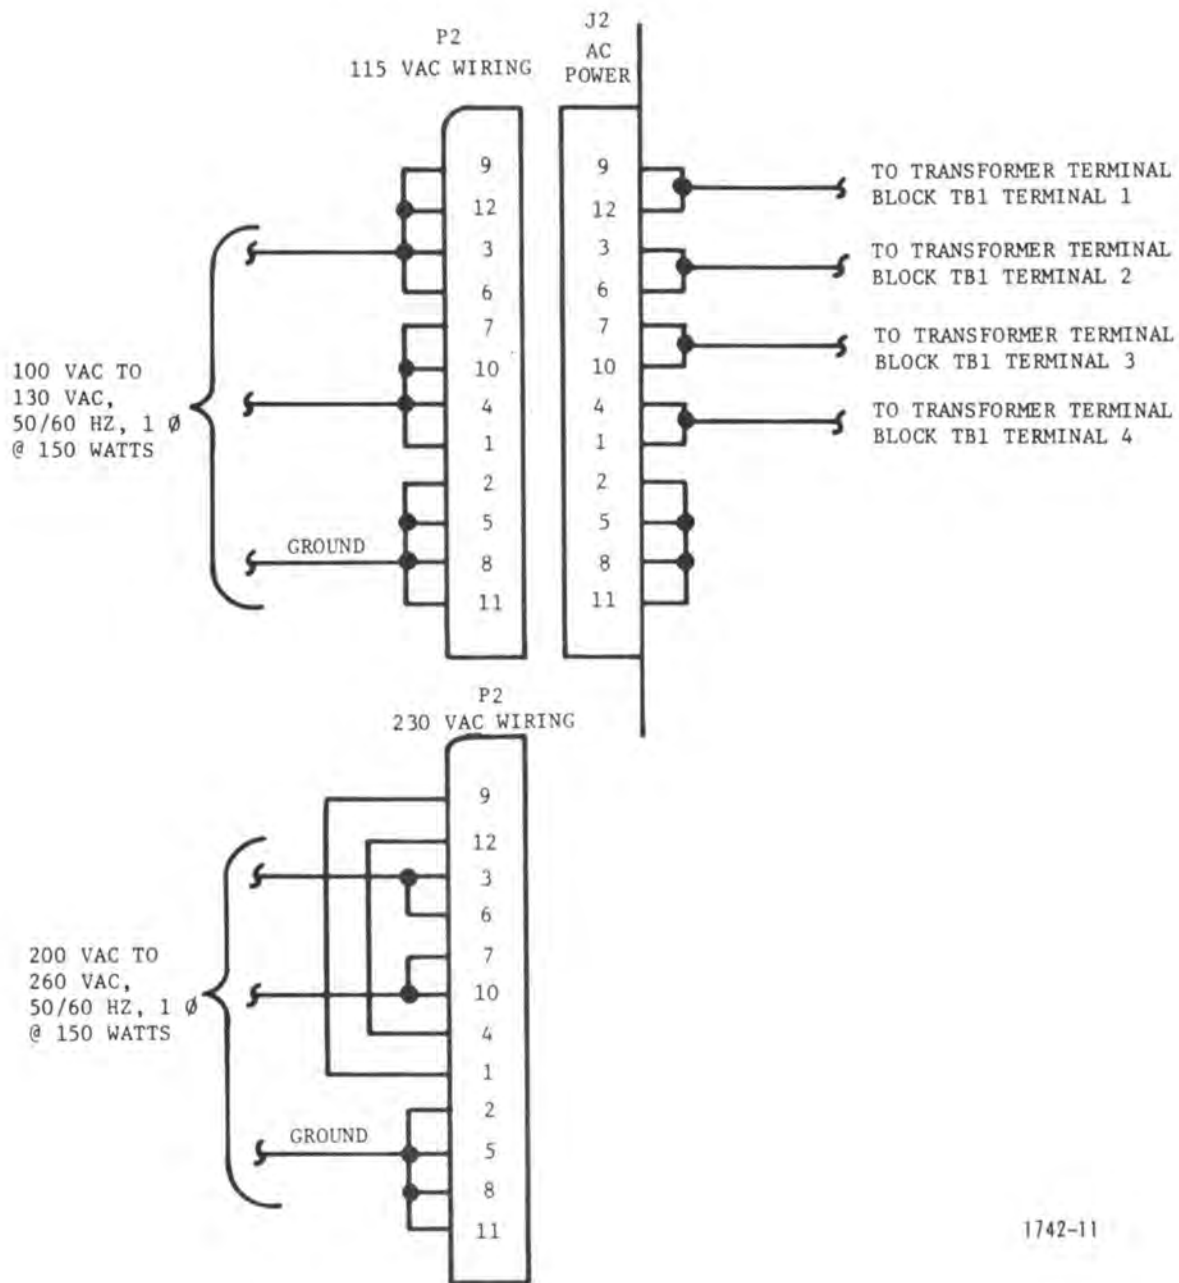 P2
115 VAC WIRING
J2
AC
POWER
9
12
3
6
7
10
4
1
2
5
8
11
9
12
3
6
7
10
4
1
2
5
8
11
TO TRANSFORMER TERMINAL
BLOCK TB1 TERMINAL 1
TO TRANSFORMER TERMINAL
BLOCK TB1 TERMINAL 2
TO TRANSFORMER TERMINAL
BLOCK TB1 TERMINAL 3
TO TRANSFORMER TERMINAL
BLOCK TB1 TERMINAL 4
100 VAC TO
130 VAC,
50/60 HZ, 1 Ø
@ 150 WATTS
GROUND
P2
230 VAC WIRING
9
12
3
6
7
10
4
1
2
5
8
11
200 VAC TO
260 VAC,
50/60 HZ, 1 Ø
@ 150 WATTS
GROUND
1742-11